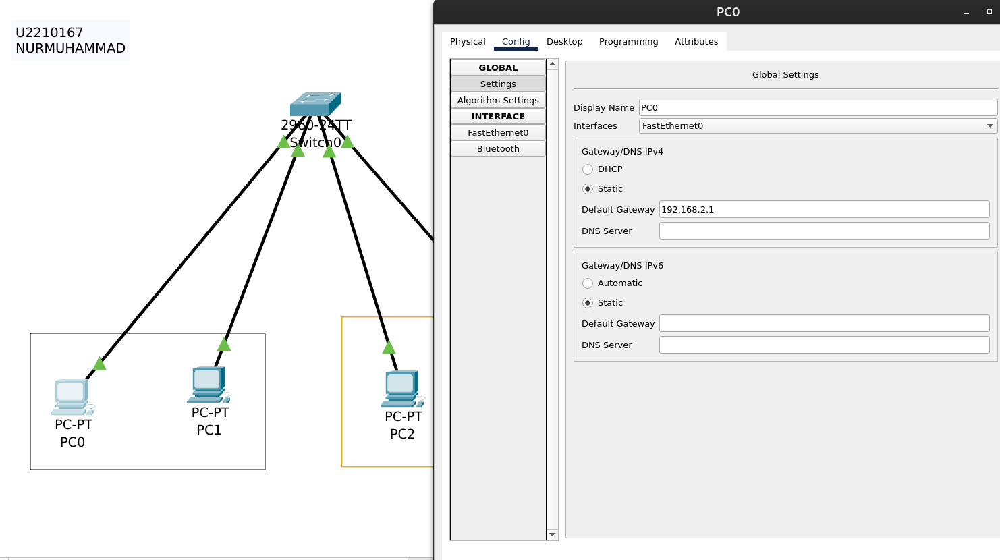 U2210167
NURMUHAMMAD
2960-24TT
Switch0
PC-PT
PC0
PC-PT
PC1
PC-PT
PC2
PC0
Physical
Config
Desktop
Programming
Attributes
GLOBAL
Settings
Algorithm Settings
INTERFACE
FastEthernet0
Bluetooth
Global Settings
Display Name PC0
Interfaces FastEthernet0
Gateway/DNS IPv4
DHCP
Static
Default Gateway 192.168.2.1
DNS Server
Gateway/DNS IPv6
Automatic
Static
Default Gateway
DNS Server